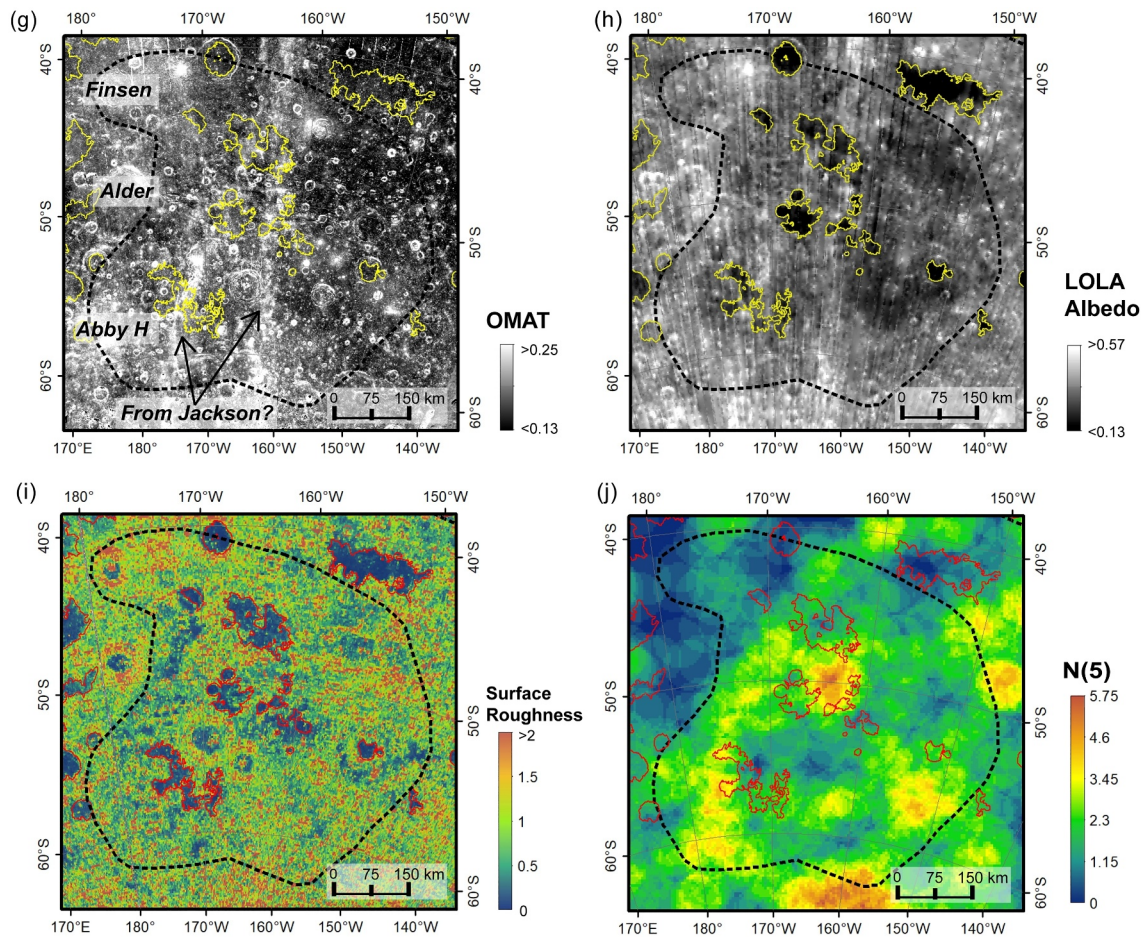 (g)
180° 170°W 160°W 150°W
40°S 50°S 60°S
40°S 50°S 60°S
Finsen
Alder
Abby H
From Jackson?
0 75 150 km
170°E 180° 170°W 160°W 140°W
OMAT
>0.25
<0.13
(h)
180° 170°W 160°W 150°W
40°S 50°S 60°S
40°S 50°S 60°S
0 75 150 km
170°E 180° 170°W 160°W 140°W
LOLA
Albedo
>0.57
<0.13
(i)
180° 170°W 160°W 150°W
40°S 50°S 60°S
40°S 50°S 60°S
0 75 150 km
170°E 180° 170°W 160°W 140°W
Surface
Roughness
>2
1.5
1
0.5
0
(j)
180° 170°W 160°W 150°W
40°S 50°S 60°S
40°S 50°S 60°S
0 75 150 km
170°E 180° 170°W 160°W 150°W 140°W
N(5)
5.75
4.6
3.45
2.3
1.15
0